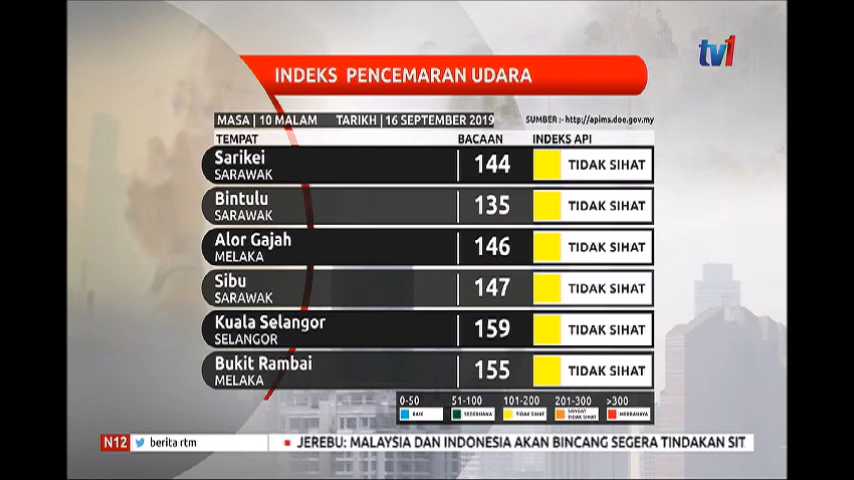 tv1
INDEKS PENCEMARAN UDARA
MASA | 10 MALAM TARIKH | 16 SEPTEMBER 2019 SUMBER :- http://apims.doe.gov.my
TEMPAT BACAAN INDEKS API
Sarikei
SARAWAK
144 TIDAK SIHAT
Bintulu
SARAWAK
135 TIDAK SIHAT
Alor Gajah
MELAKA
146 TIDAK SIHAT
Sibu
SARAWAK
147 TIDAK SIHAT
Kuala Selangor
SELANGOR
159 TIDAK SIHAT
Bukit Rambai
MELAKA
155 TIDAK SIHAT
0-50 51-100 101-200 201-300 >300
BAIK SEDERHANA TIDAK SIHAT SANGAT TIDAK SIHAT MERBAHAYA
N12 berita rtm JEREBU: MALAYSIA DAN INDONESIA AKAN BINCANG SEGERA TINDAKAN SIT